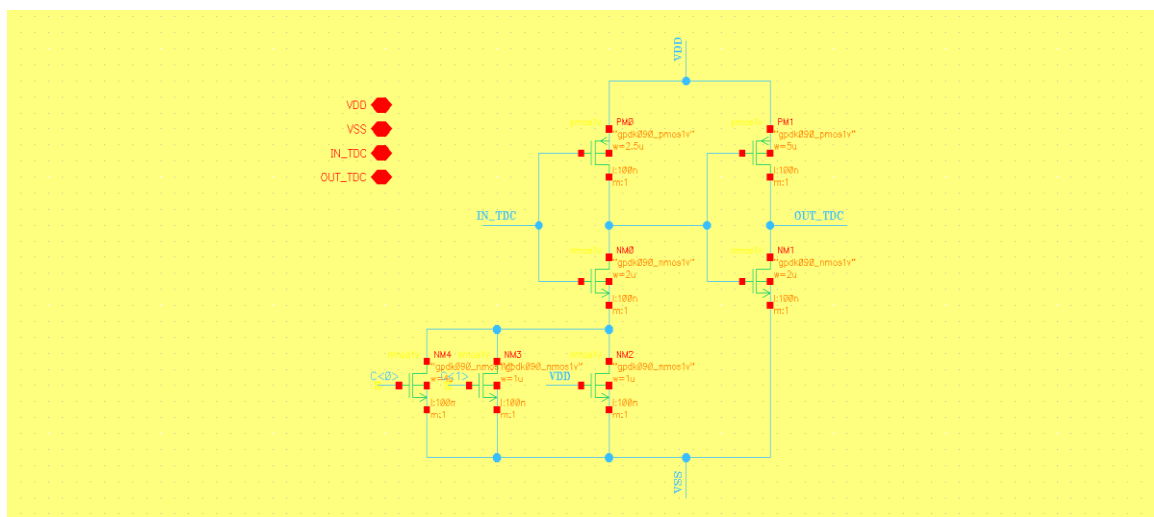 VDD
VDD
VSS
IN_TDC
OUT_TDC
PM0
"gpdk090_pmos1v"
w=2.5u
l:100n
m:1
PM1
"gpdk090_pmos1v"
w=5u
l:100n
m:1
IN_TDC
OUT_TDC
NM0
"gpdk090_nmos1v"
w=2u
l:100n
m:1
NM1
"gpdk090_nmos1v"
w=2u
l:100n
m:1
C<0>
NM4
l:100n
m:1
C<1>
NM3
w=1u
l:100n
m:1
VDD
NM2
"gpdk090_nmos1v"
w=1u
l:100n
m:1
VSS